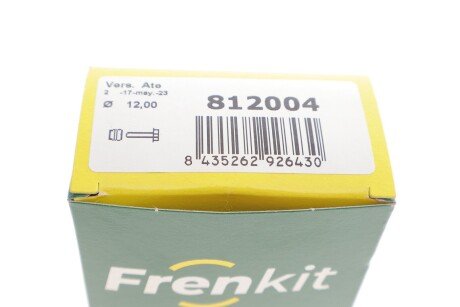 Vers. Ate
2 -17-may.-23
Ø 12,00
812004
8 435262 926430
Frenkit